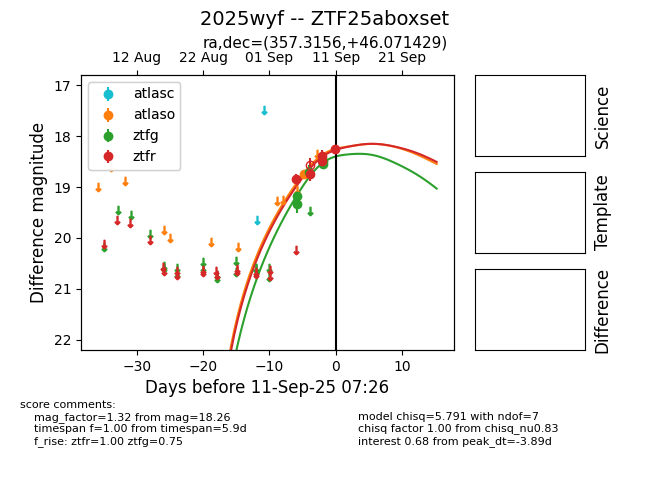 2025wyf -- ZTF25aboxset
ra,dec=(357.3156,+46.071429)
12 Aug 22 Aug 01 Sep 11 Sep 21 Sep
atlasc
atlaso
ztfg
ztfr
17
18
19
20
21
22
Difference magnitude
−30 −20 −10 0 10
Days before 11-Sep-25 07:26
Science
Template
Difference
score comments:
mag_factor=1.32 from mag=18.26
timespan f=1.00 from timespan=5.9d
f_rise: ztfr=1.00 ztfg=0.75
model chisq=5.791 with ndof=7
chisq factor 1.00 from chisq_nu0.83
interest 0.68 from peak_dt=-3.89d